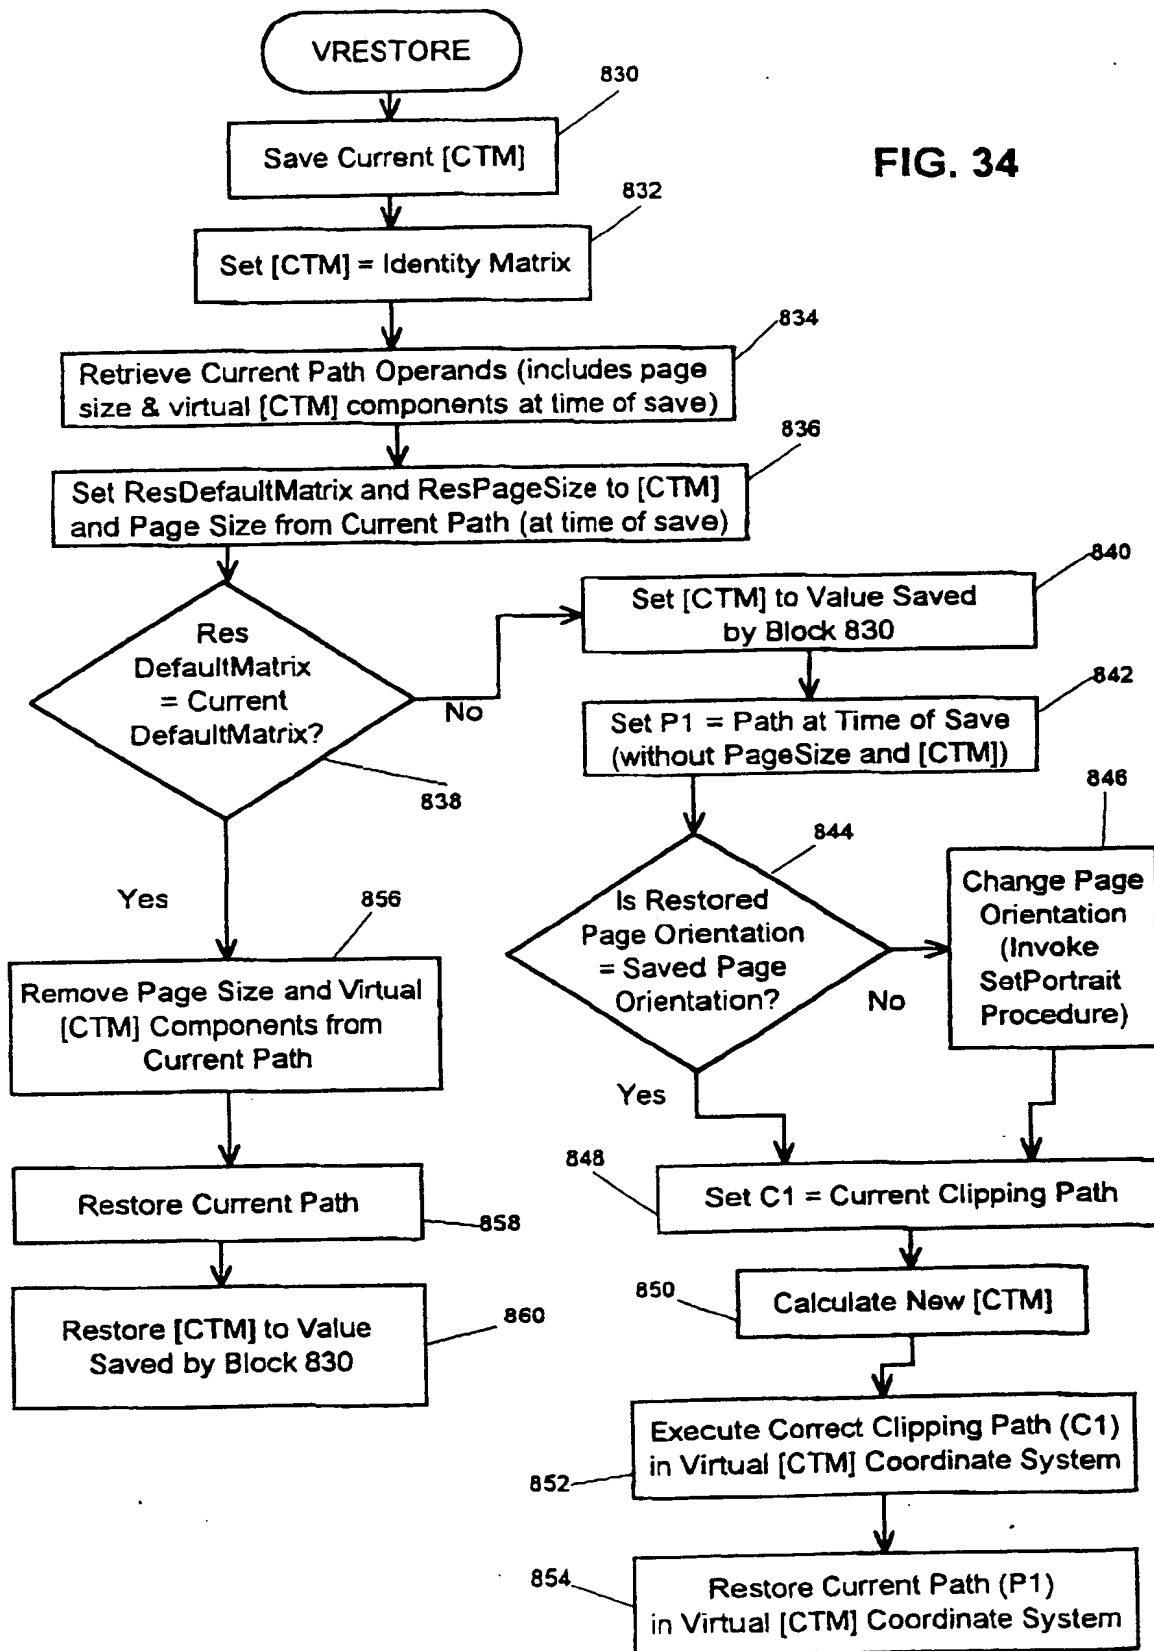 VRESTORE
830
Save Current [CTM]
FIG. 34
832
Set [CTM] = Identity Matrix
834
Retrieve Current Path Operands (includes page
size & virtual [CTM] components at time of save)
836
Set ResDefaultMatrix and ResPageSize to [CTM]
and Page Size from Current Path (at time of save)
Res
DefaultMatrix
= Current
DefaultMatrix?
838
No
Yes
840
Set [CTM] to Value Saved
by Block 830
842
Set P1 = Path at Time of Save
(without PageSize and [CTM])
844
Is Restored
Page Orientation
= Saved Page
Orientation?
No
Yes
846
Change Page
Orientation
(Invoke
SetPortrait
Procedure)
848
Set C1 = Current Clipping Path
850
Calculate New [CTM]
852
Execute Correct Clipping Path (C1)
in Virtual [CTM] Coordinate System
854
Restore Current Path (P1)
in Virtual [CTM] Coordinate System
856
Remove Page Size and Virtual
[CTM] Components from
Current Path
Restore Current Path
858
Restore [CTM] to Value
Saved by Block 830
860